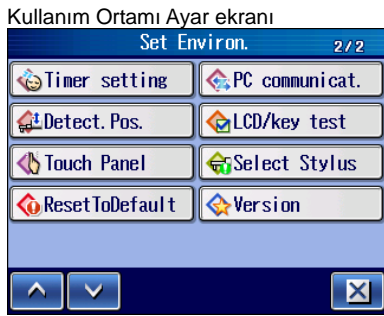 Kullanım Ortamı Ayar ekranı
Set Environ. 2/2
Timer setting PC communicat.
Detect.Pos. LCD/key test
Touch Panel Select Stylus
ResetToDefault Version